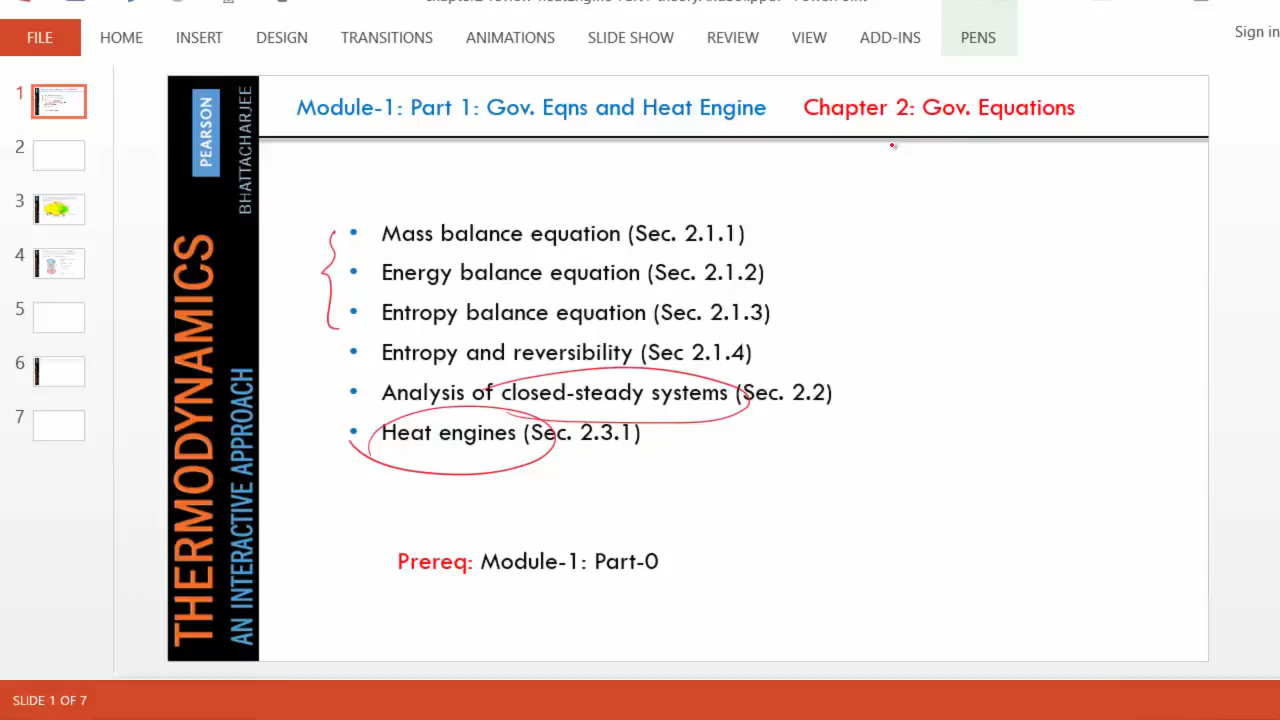 FILE HOME INSERT DESIGN TRANSITIONS ANIMATIONS SLIDE SHOW REVIEW VIEW ADD-INS PENS Sign in
1
2
3
4
5
6
7
PEARSON
BHATTACHARJEE
THERMODYNAMICS
AN INTERACTIVE APPROACH
Module-1: Part 1: Gov. Eqns and Heat Engine Chapter 2: Gov. Equations
• Mass balance equation (Sec. 2.1.1)
• Energy balance equation (Sec. 2.1.2)
• Entropy balance equation (Sec. 2.1.3)
• Entropy and reversibility (Sec 2.1.4)
• Analysis of closed-steady systems (Sec. 2.2)
• Heat engines (Sec. 2.3.1)
Prereq: Module-1: Part-0
SLIDE 1 OF 7